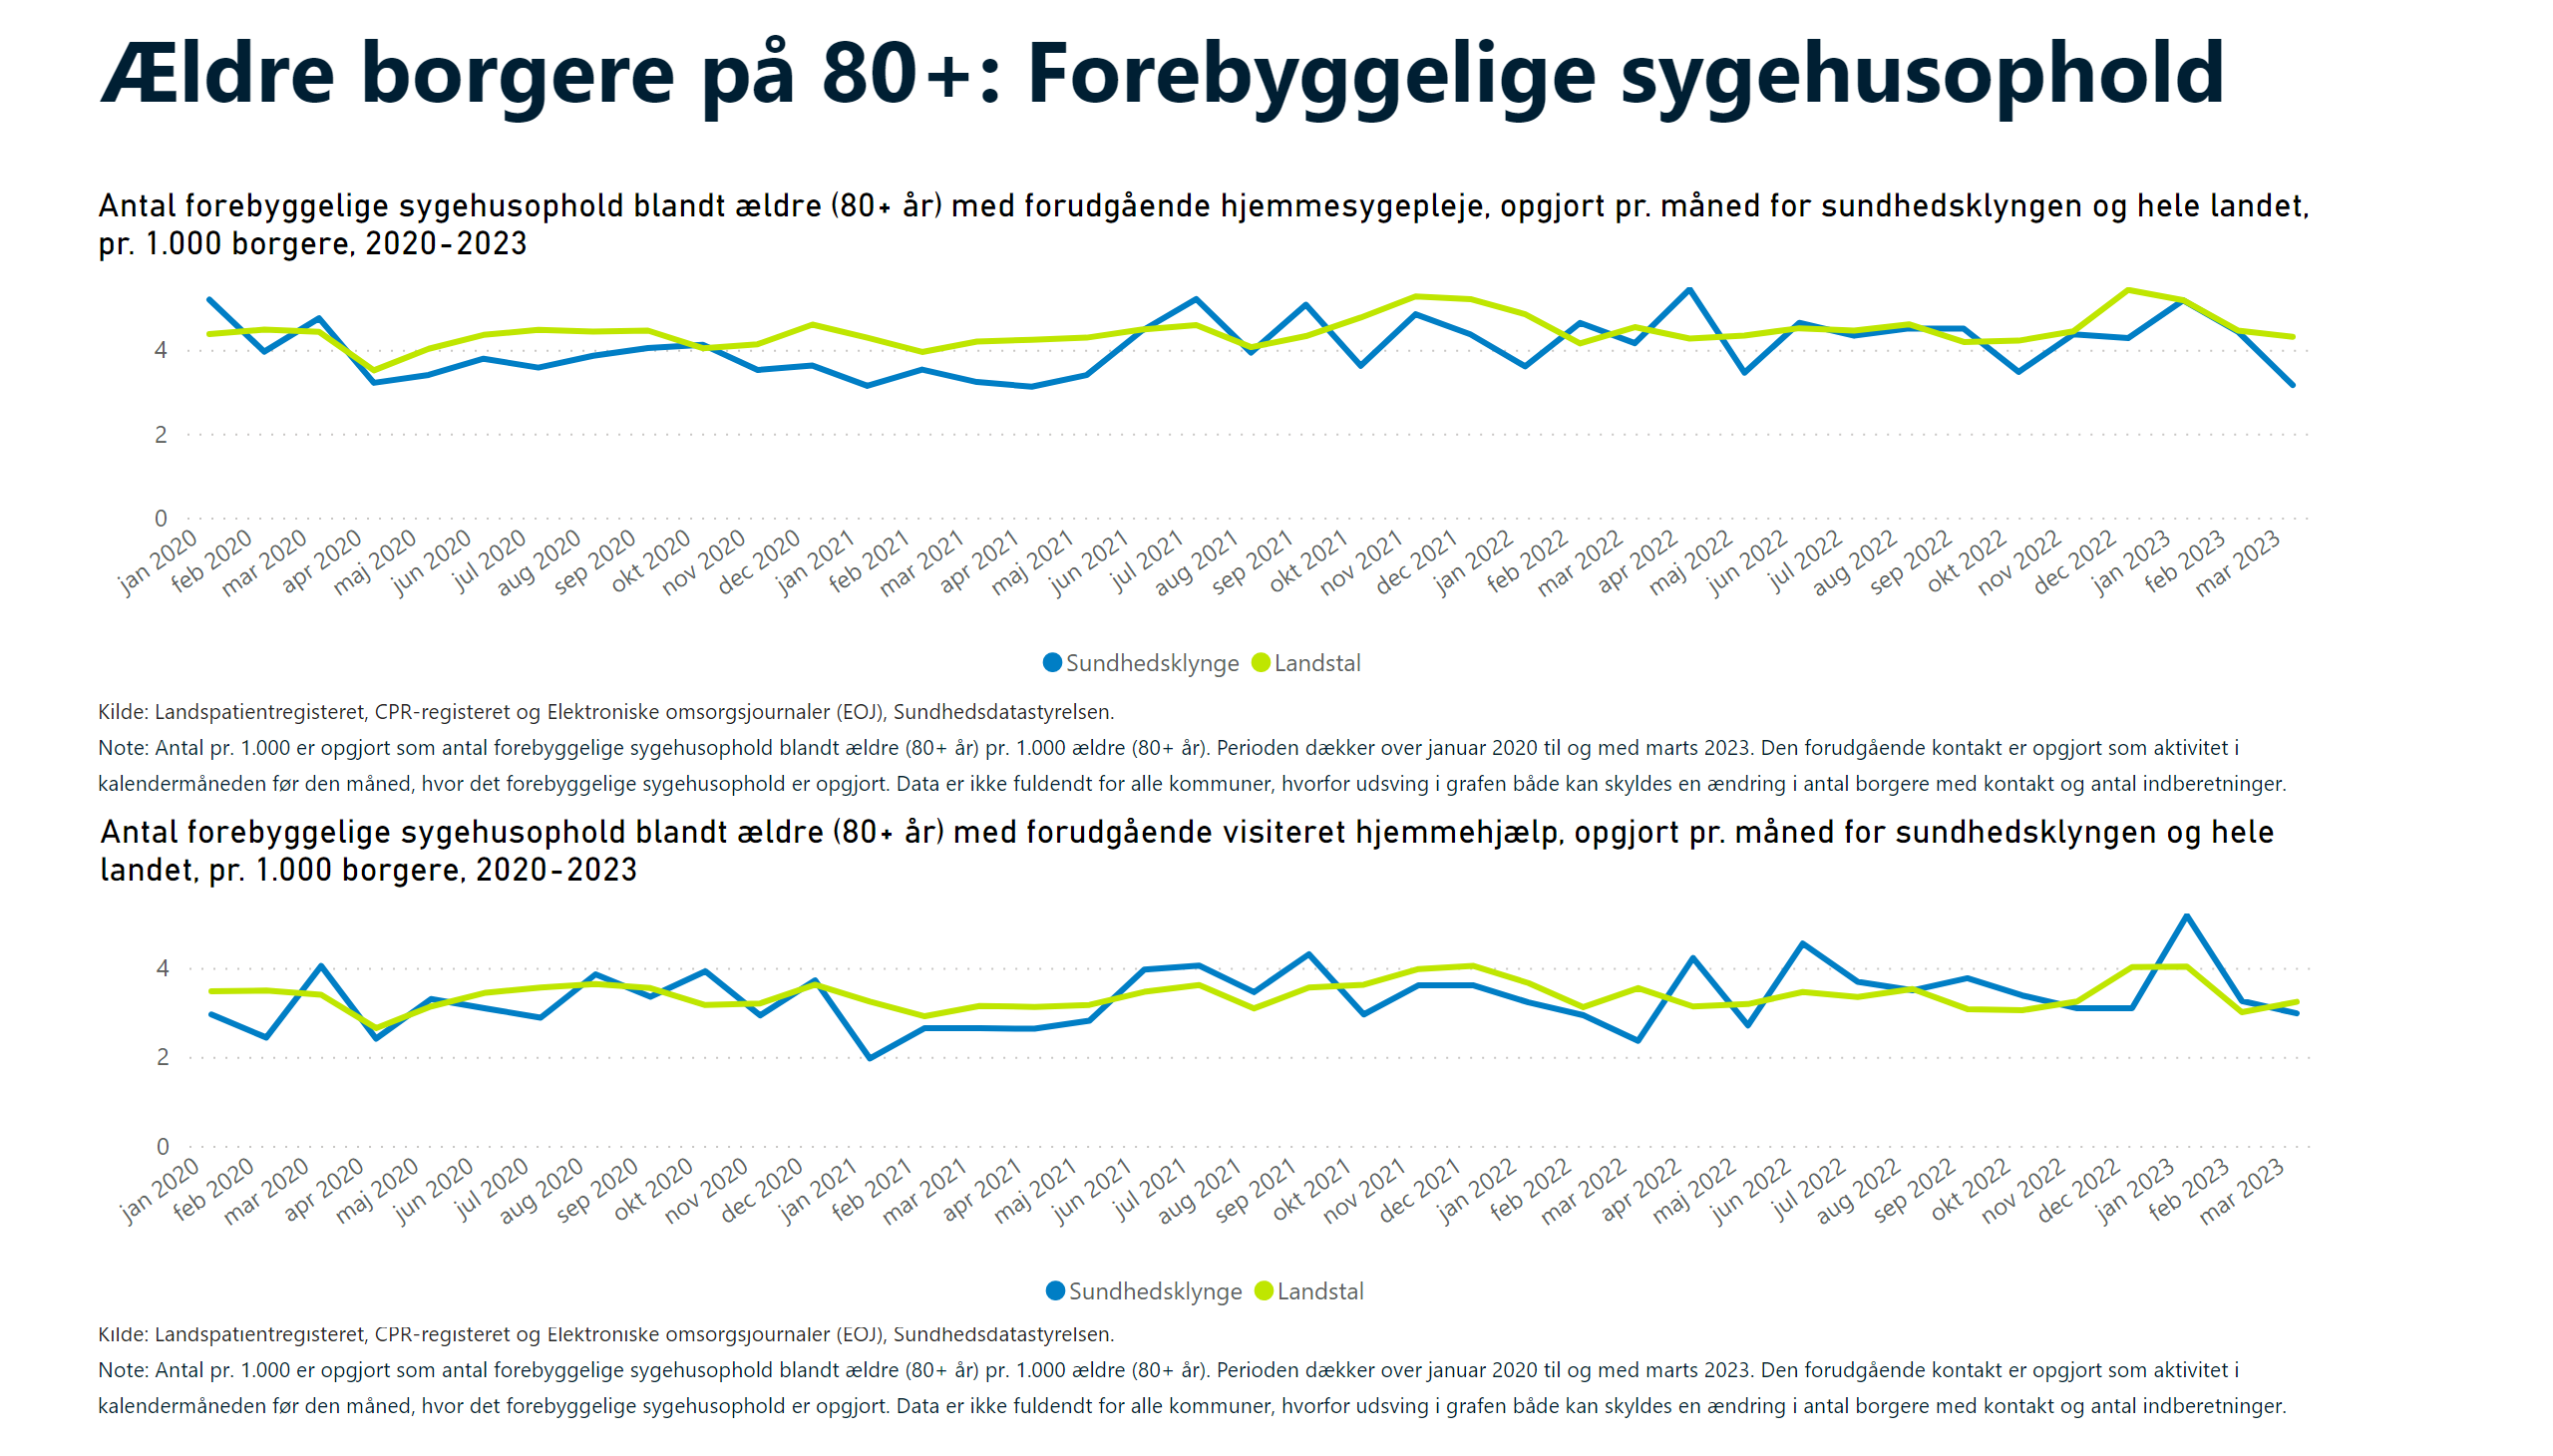 Ældre borgere på 80+: Forebyggelige sygehusophold
Antal forebyggelige sygehusophold blandt ældre (80+ år) med forudgående hjemmesygepleje, opgjort pr. måned for sundhedsklyngen og hele landet,
pr. 1.000 borgere, 2020-2023
4
2
0
jan 2020 feb 2020 mar 2020 apr 2020 maj 2020 jun 2020 jul 2020 aug 2020 sep 2020 okt 2020 nov 2020 dec 2020 jan 2021 feb 2021 mar 2021 apr 2021 maj 2021 jun 2021 jul 2021 aug 2021 sep 2021 okt 2021 nov 2021 dec 2021 jan 2022 feb 2022 mar 2022 apr 2022 maj 2022 jun 2022 jul 2022 aug 2022 sep 2022 okt 2022 nov 2022 dec 2022 jan 2023 feb 2023 mar 2023
Sundhedsklynge Landstal
Kilde: Landspatientregisteret, CPR-registeret og Elektroniske omsorgsjournaler (EOJ), Sundhedsdatastyrelsen.
Note: Antal pr. 1.000 er opgjort som antal forebyggelige sygehusophold blandt ældre (80+ år) pr. 1.000 ældre (80+ år). Perioden dækker over januar 2020 til og med marts 2023. Den forudgående kontakt er opgjort som aktivitet i
kalendermåneden før den måned, hvor det forebyggelige sygehusophold er opgjort. Data er ikke fuldendt for alle kommuner, hvorfor udsving i grafen både kan skyldes en ændring i antal borgere med kontakt og antal indberetninger.
Antal forebyggelige sygehusophold blandt ældre (80+ år) med forudgående visiteret hjemmehjælp, opgjort pr. måned for sundhedsklyngen og hele
landet, pr. 1.000 borgere, 2020-2023
4
2
0
jan 2020 feb 2020 mar 2020 apr 2020 maj 2020 jun 2020 jul 2020 aug 2020 sep 2020 okt 2020 nov 2020 dec 2020 jan 2021 feb 2021 mar 2021 apr 2021 maj 2021 jun 2021 jul 2021 aug 2021 sep 2021 okt 2021 nov 2021 dec 2021 jan 2022 feb 2022 mar 2022 apr 2022 maj 2022 jun 2022 jul 2022 aug 2022 sep 2022 okt 2022 nov 2022 dec 2022 jan 2023 feb 2023 mar 2023
Sundhedsklynge Landstal
Kilde: Landspatientregisteret, CPR-registeret og Elektroniske omsorgsjournaler (EOJ), Sundhedsdatastyrelsen.
Note: Antal pr. 1.000 er opgjort som antal forebyggelige sygehusophold blandt ældre (80+ år) pr. 1.000 ældre (80+ år). Perioden dækker over januar 2020 til og med marts 2023. Den forudgående kontakt er opgjort som aktivitet i
kalendermåneden før den måned, hvor det forebyggelige sygehusophold er opgjort. Data er ikke fuldendt for alle kommuner, hvorfor udsving i grafen både kan skyldes en ændring i antal borgere med kontakt og antal indberetninger.